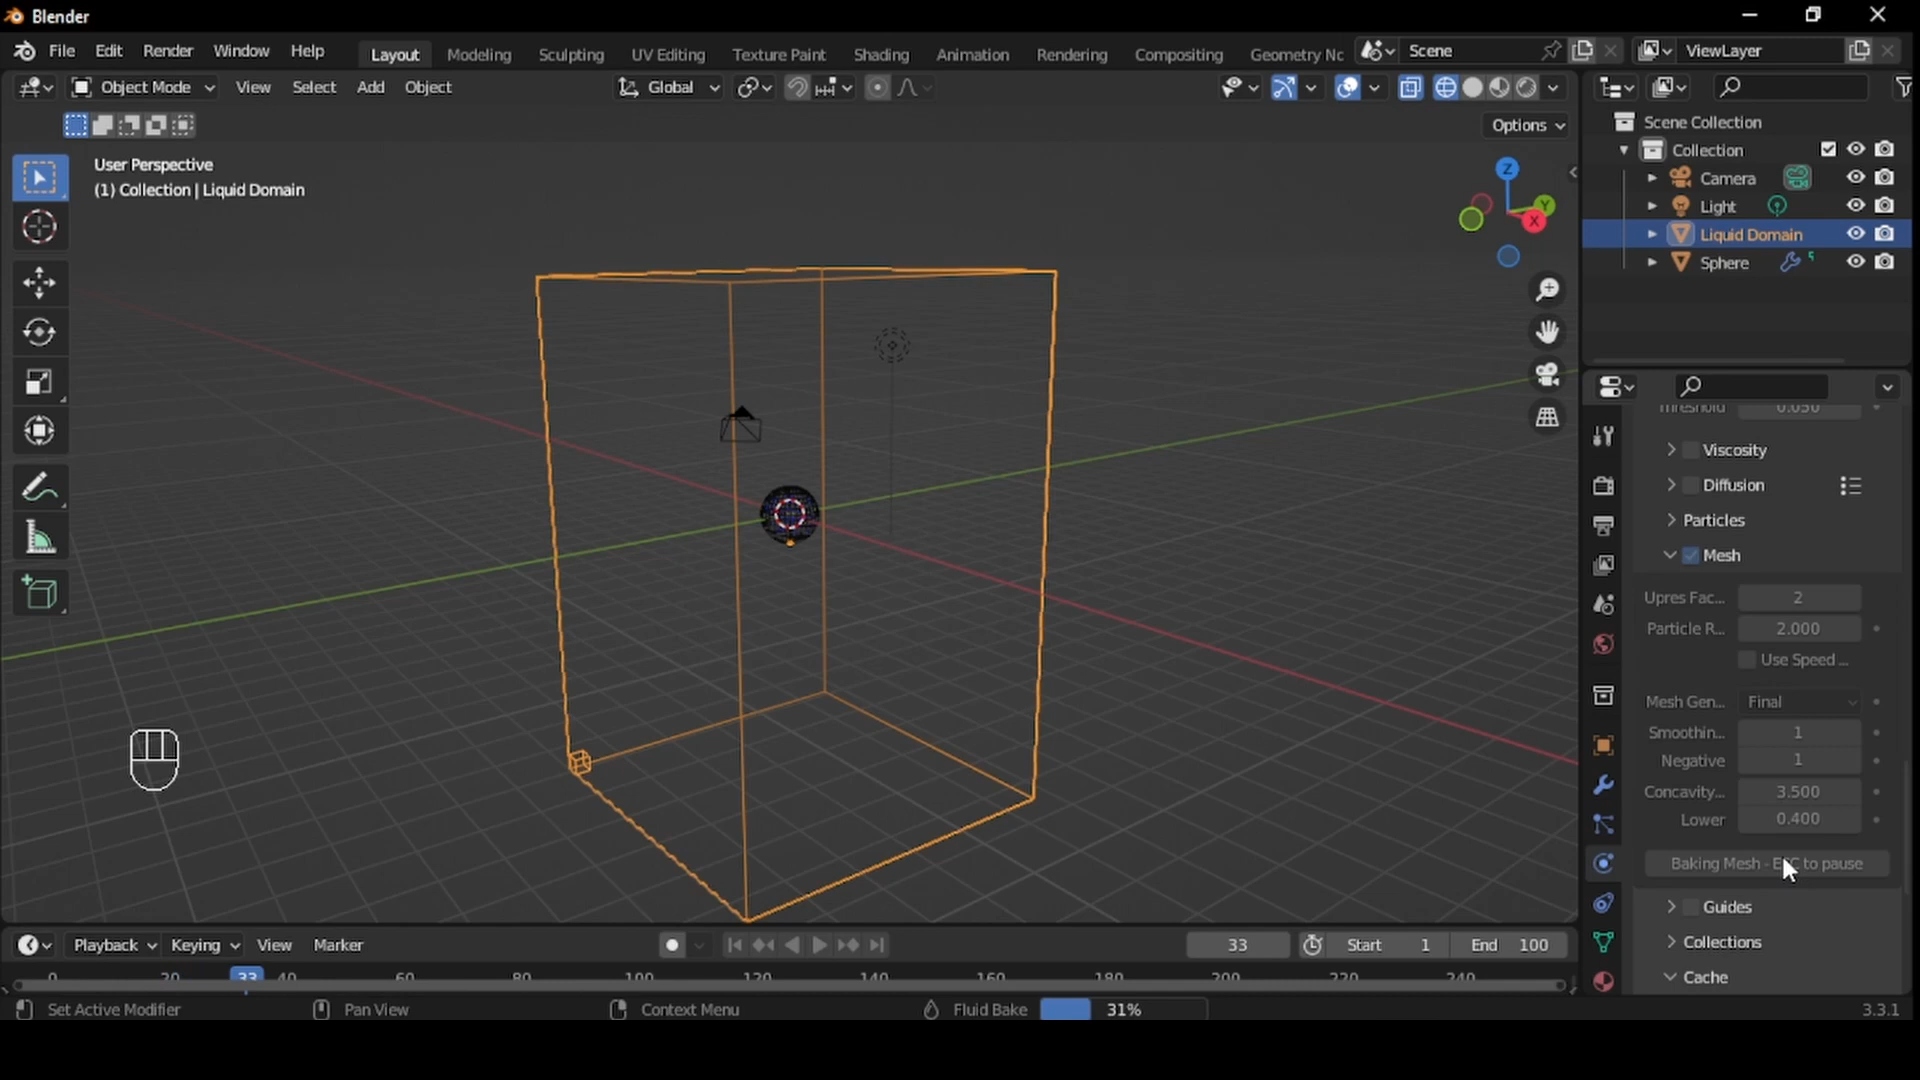 Blender
File Edit Render Window Help Layout Modeling Sculpting UV Editing Texture Paint Shading Animation Rendering Compositing Geometry Nc Scene ViewLayer
Object Mode View Select Add Object Global
Options
User Perspective
(1) Collection | Liquid Domain
Z
Y
X
Scene Collection
Collection
Camera
Light
Liquid Domain
Sphere
Threshold 0.050
Viscosity
Diffusion
Particles
Mesh
Upres Fac... 2
Particle R... 2.000
Use Speed ...
Mesh Gen... Final
Smoothin... 1
Negative 1
Concavity... 3.500
Lower 0.400
Baking Mesh - ESC to pause
Guides
Collections
Cache
Playback Keying View Marker 33 Start 1 End 100
0 20 33 40 60 80 100 120 140 160 180 200 220 240
Set Active Modifier Pan View Context Menu Fluid Bake 31% 3.3.1